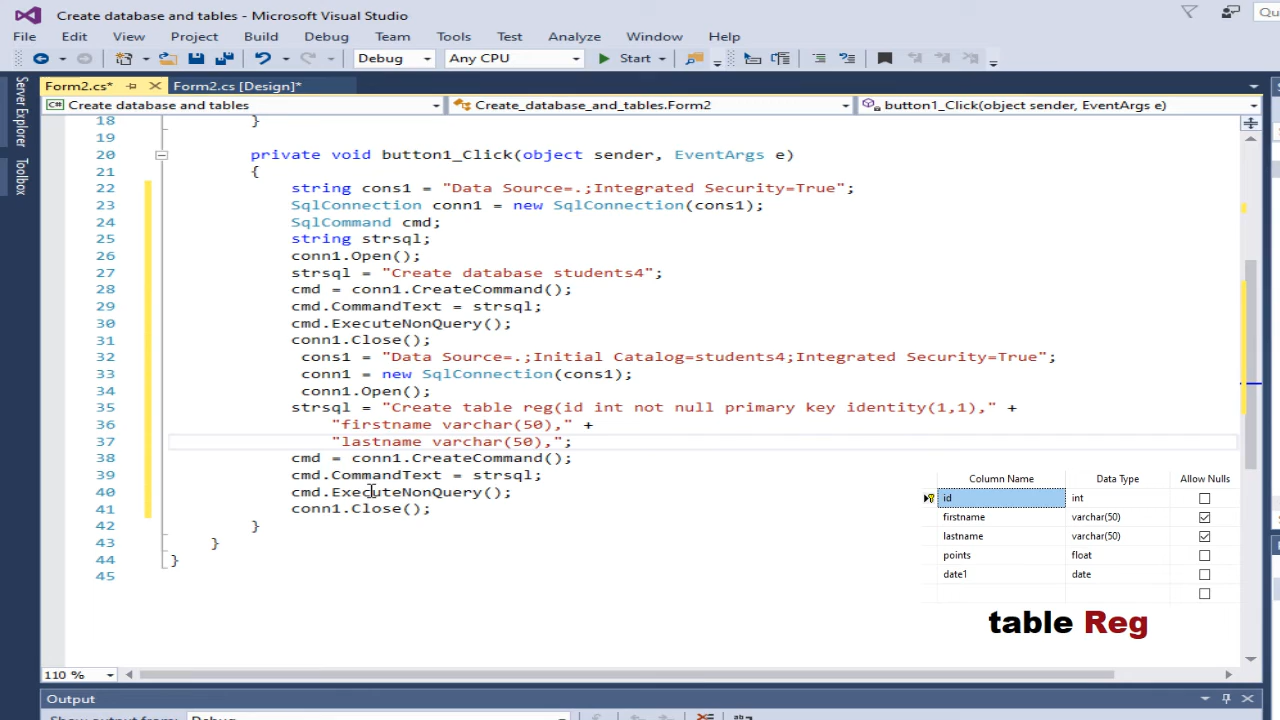 Create database and tables - Microsoft Visual Studio
Qu
File Edit View Project Build Debug Team Tools Test Analyze Window Help
Debug Any CPU Start
Form2.cs* Form2.cs [Design]*
Create database and tables Create_database_and_tables.Form2 button1_Click(object sender, EventArgs e)
Server Explorer
Toolbox
18 }
19
20 private void button1_Click(object sender, EventArgs e)
21 {
22 string cons1 = "Data Source=.;Integrated Security=True";
23 SqlConnection conn1 = new SqlConnection(cons1);
24 SqlCommand cmd;
25 string strsql;
26 conn1.Open();
27 strsql = "Create database students4";
28 cmd = conn1.CreateCommand();
29 cmd.CommandText = strsql;
30 cmd.ExecuteNonQuery();
31 conn1.Close();
32 cons1 = "Data Source=.;Initial Catalog=students4;Integrated Security=True";
33 conn1 = new SqlConnection(cons1);
34 conn1.Open();
35 strsql = "Create table reg(id int not null primary key identity(1,1)," +
36 "firstname varchar(50)," +
37 "lastname varchar(50),";
38 cmd = conn1.CreateCommand();
39 cmd.CommandText = strsql;
40 cmd.ExecuteNonQuery();
41 conn1.Close();
42 }
43 }
44 }
45
Column Name Data Type Allow Nulls
id int
firstname varchar(50)
lastname varchar(50)
points float
date1 date
table Reg
110 %
Output
Show output from: Debug